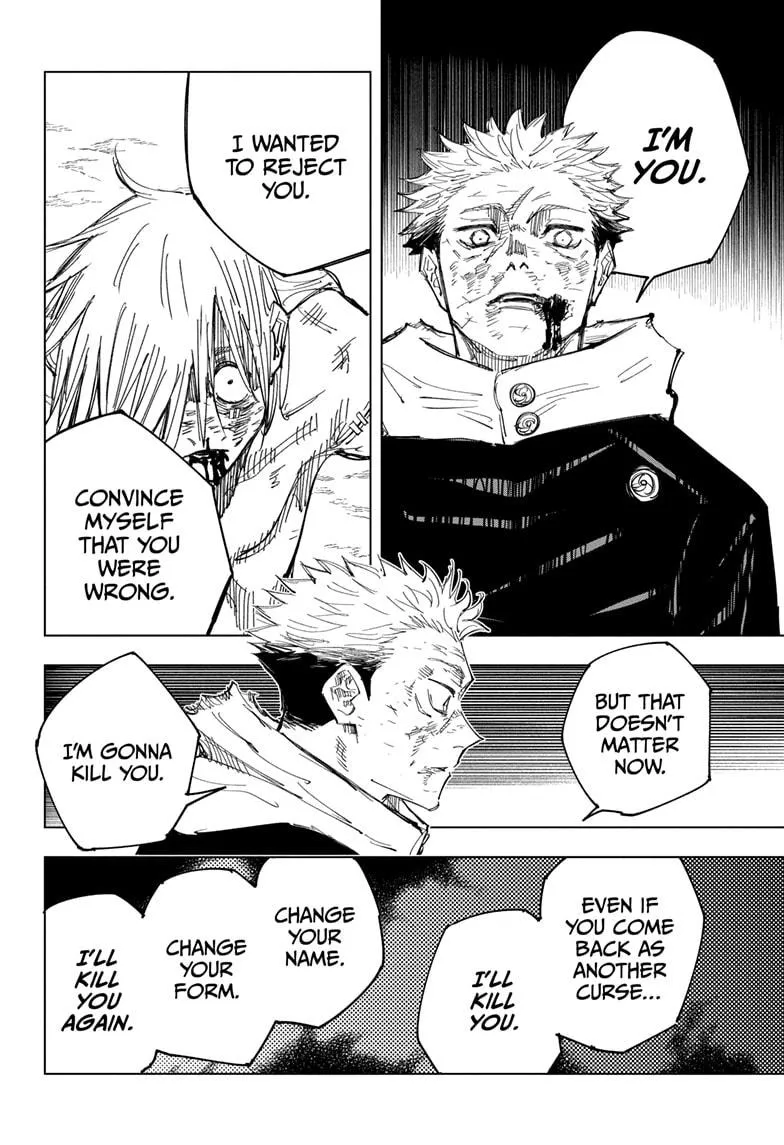 I'M
YOU.
I WANTED
TO REJECT
YOU.
CONVINCE
MYSELF
THAT YOU
WERE
WRONG.
BUT THAT
DOESN'T
MATTER
NOW.
I'M GONNA
KILL YOU.
EVEN IF
YOU COME
BACK AS
ANOTHER
CURSE...
I'LL
KILL
YOU.
CHANGE
YOUR
NAME.
CHANGE
YOUR
FORM.
I'LL
KILL
YOU
AGAIN.